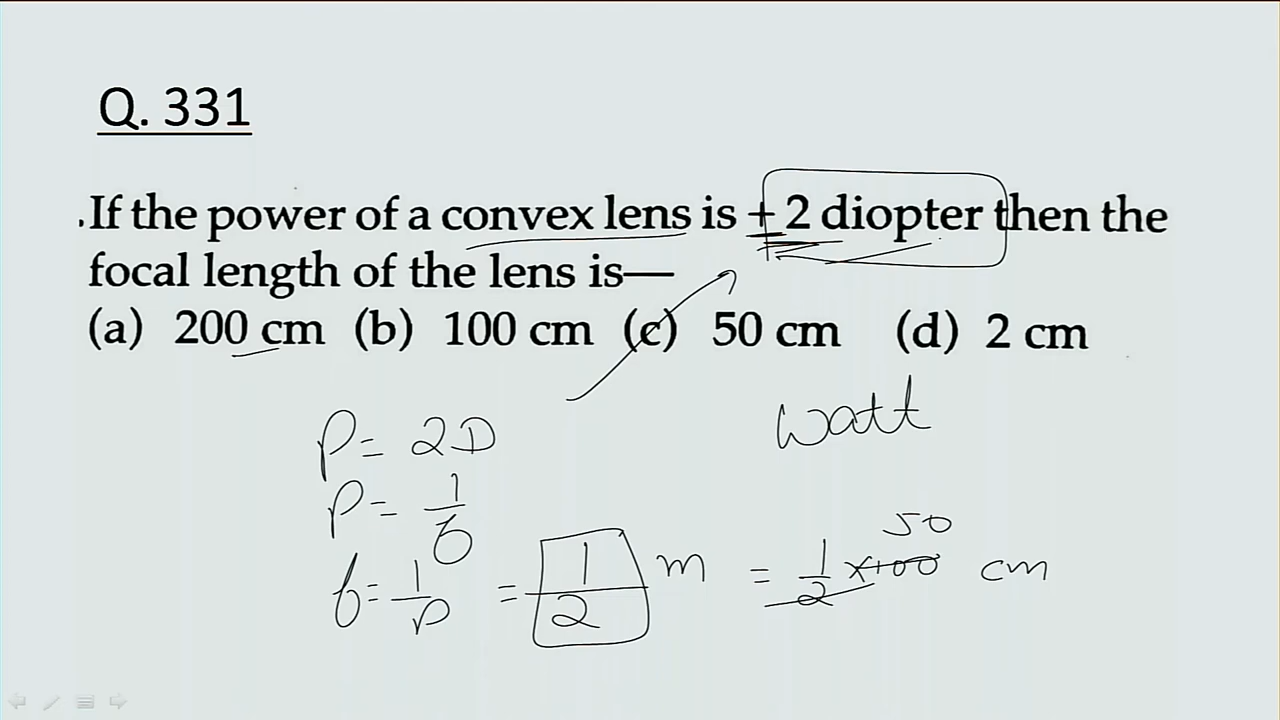 Q. 331
If the power of a convex lens is + 2 diopter then the
focal length of the lens is—
(a) 200 cm (b) 100 cm (c) 50 cm (d) 2 cm
watt
P = 2D
P = 1/f
50
f = 1/P = 1/2 m = 1/2 ×100 cm